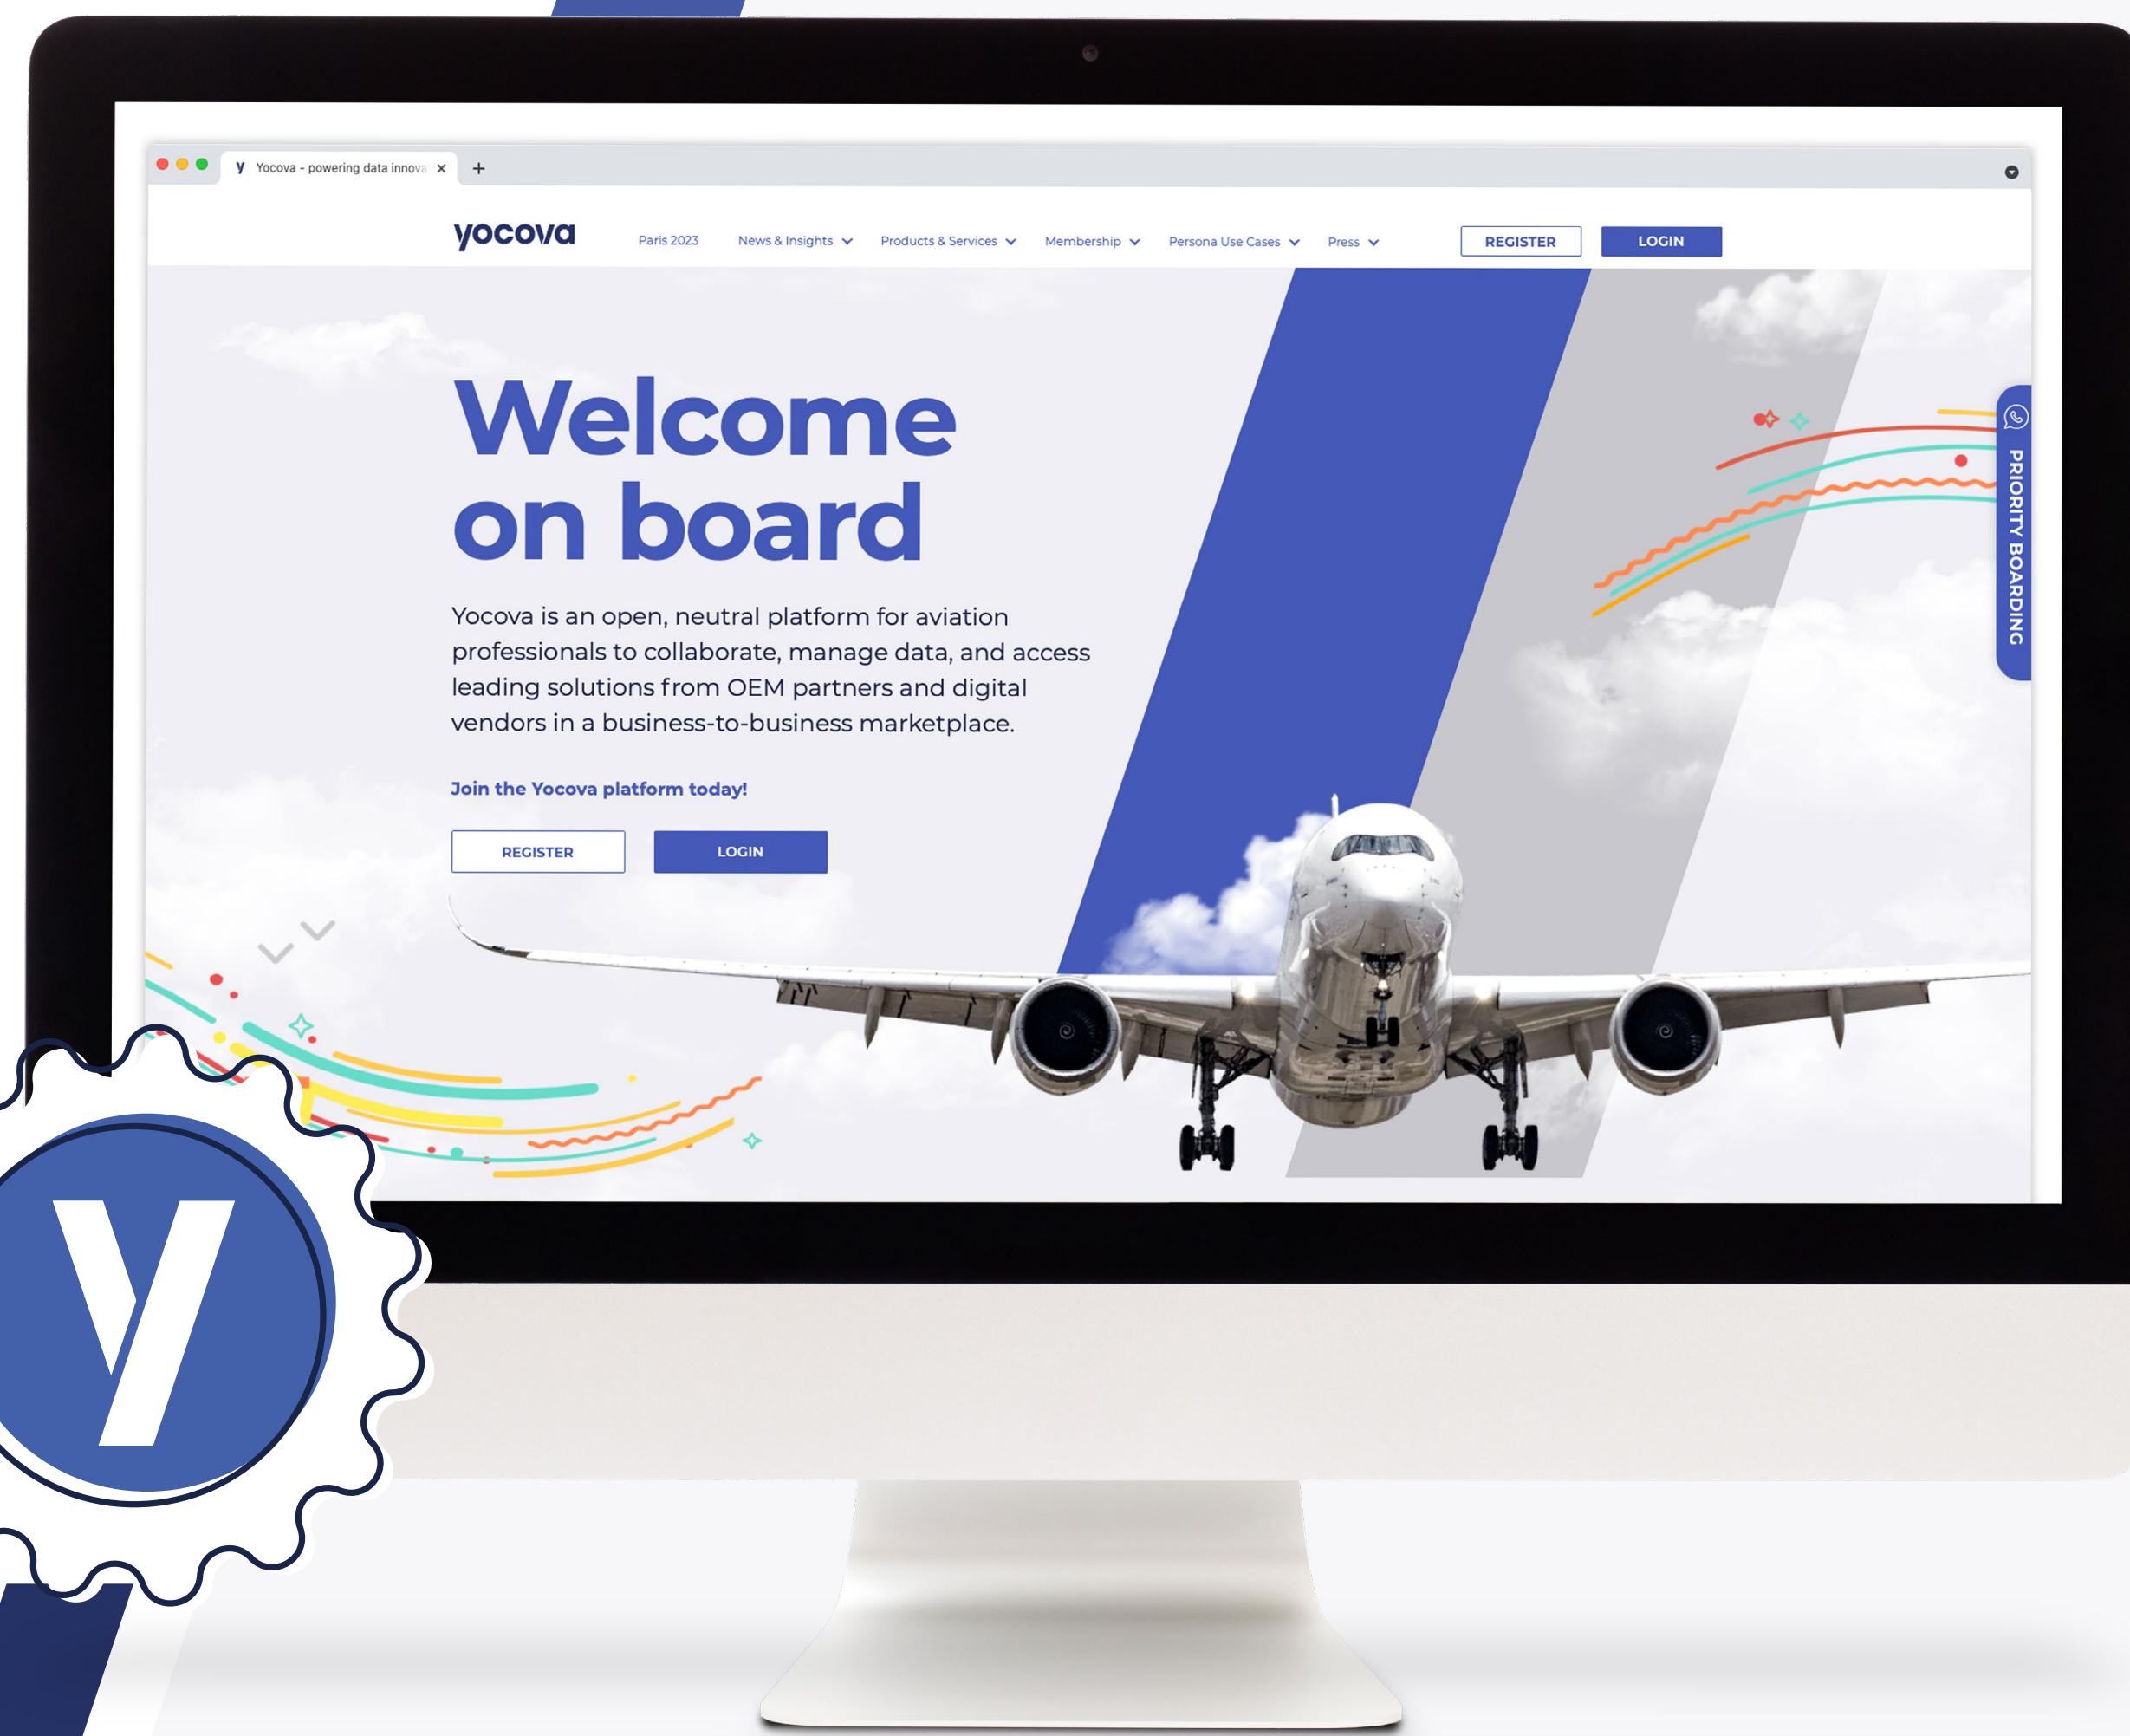 y Yocova - powering data innova
yocova
Paris 2023 News & Insights Products & Services Membership Persona Use Cases Press REGISTER LOGIN
Welcome
on board
Yocova is an open, neutral platform for aviation
professionals to collaborate, manage data, and access
leading solutions from OEM partners and digital
vendors in a business-to-business marketplace.
Join the Yocova platform today!
REGISTER LOGIN
PRIORITY BOARDING
y